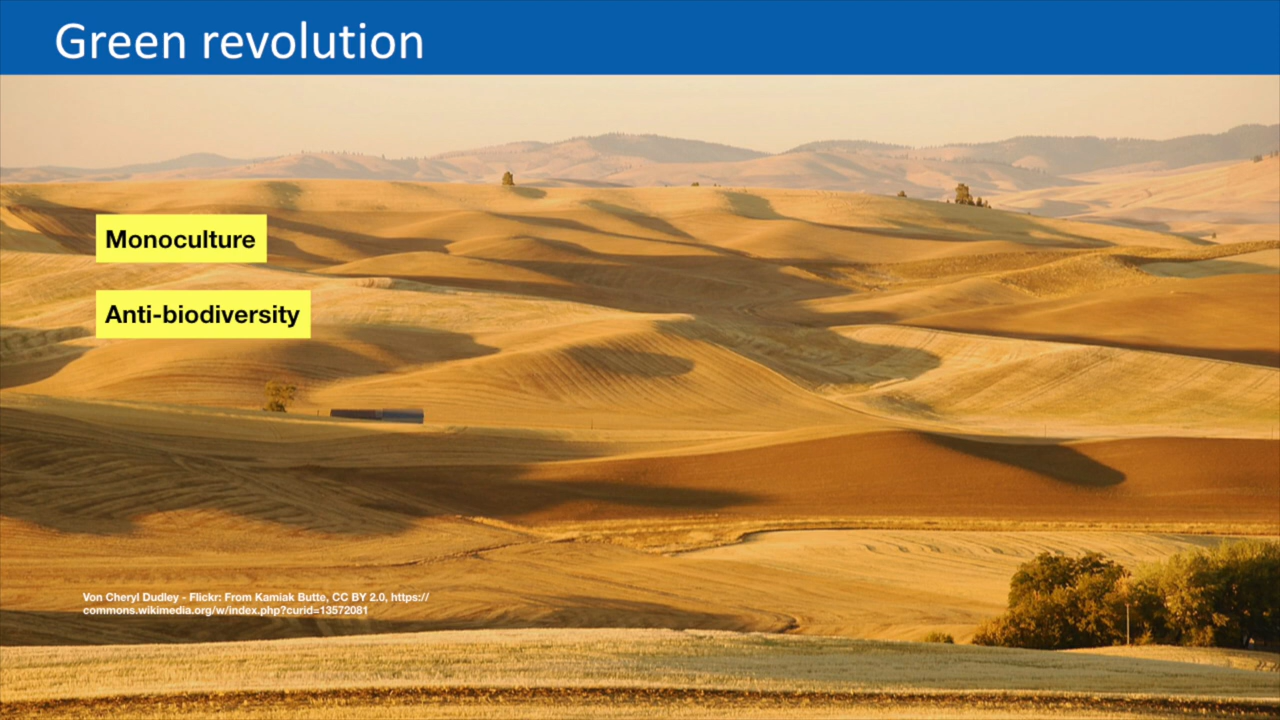 Green revolution
Monoculture
Anti-biodiversity
Von Cheryl Dudley - Flickr: From Kamiak Butte, CC BY 2.0, https://
commons.wikimedia.org/w/index.php?curid=13572081